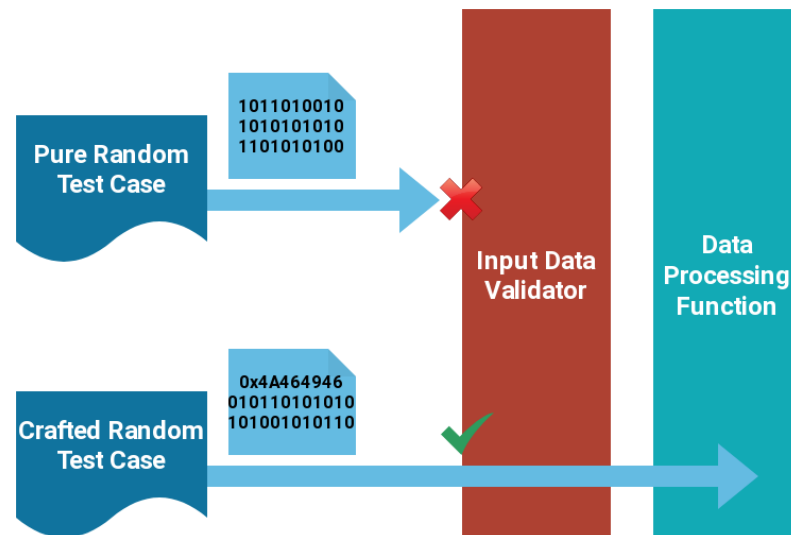 1011010010
1010101010
1101010100
Pure Random
Test Case
Input Data
Validator
Data
Processing
Function
0x4A464946
010110101010
101001010110
Crafted Random
Test Case